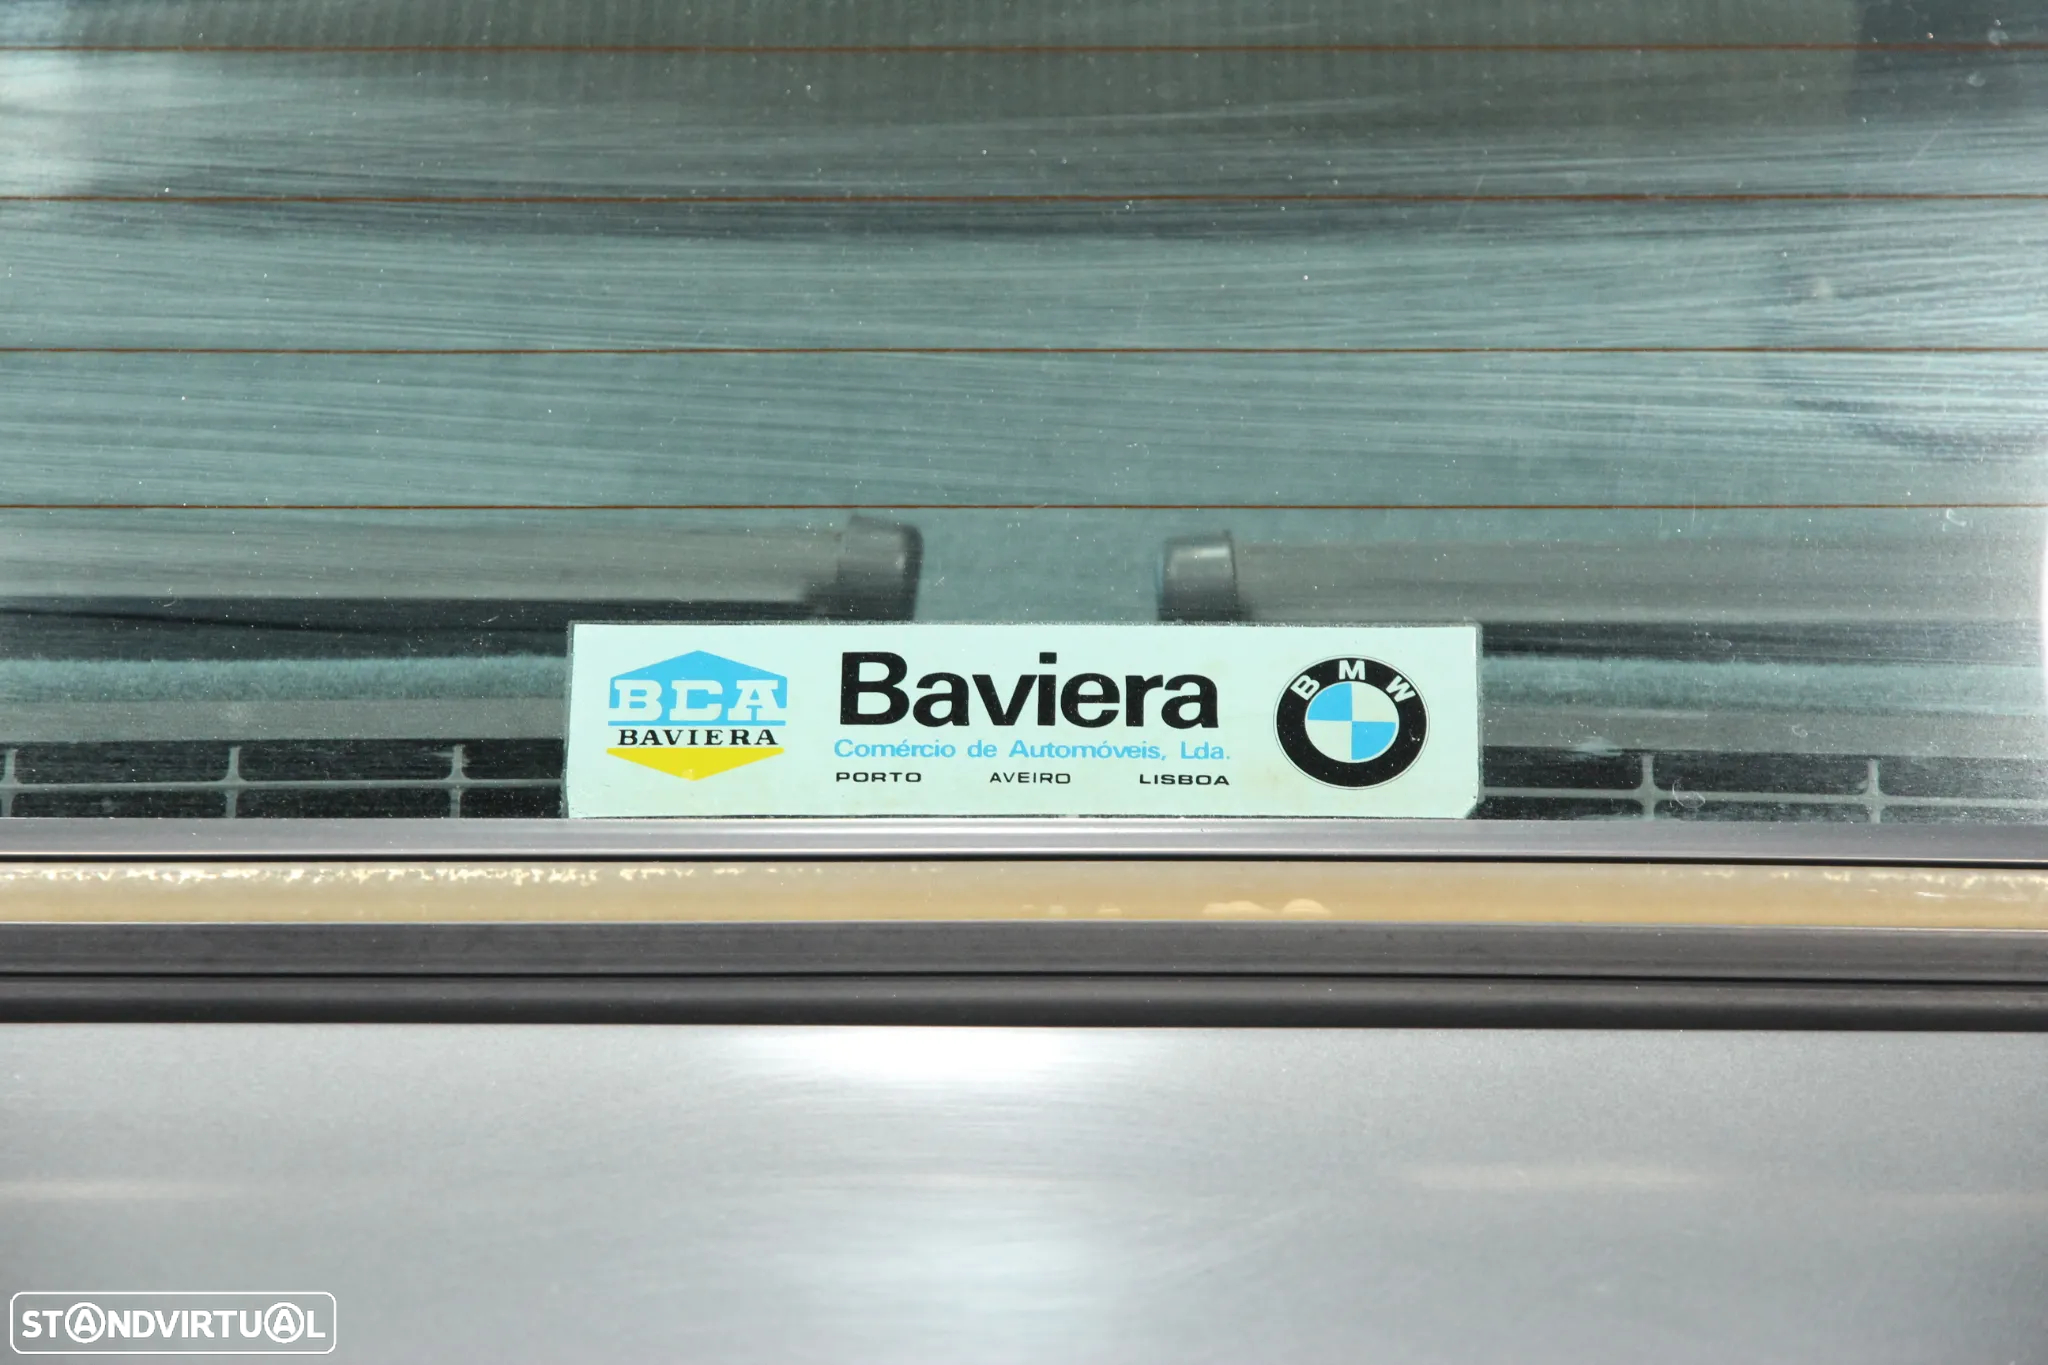 BCA
BAVIERA
Baviera
Comércio de Automóveis, Lda.
PORTO AVEIRO LISBOA
BMW
STANDVIRTUAL